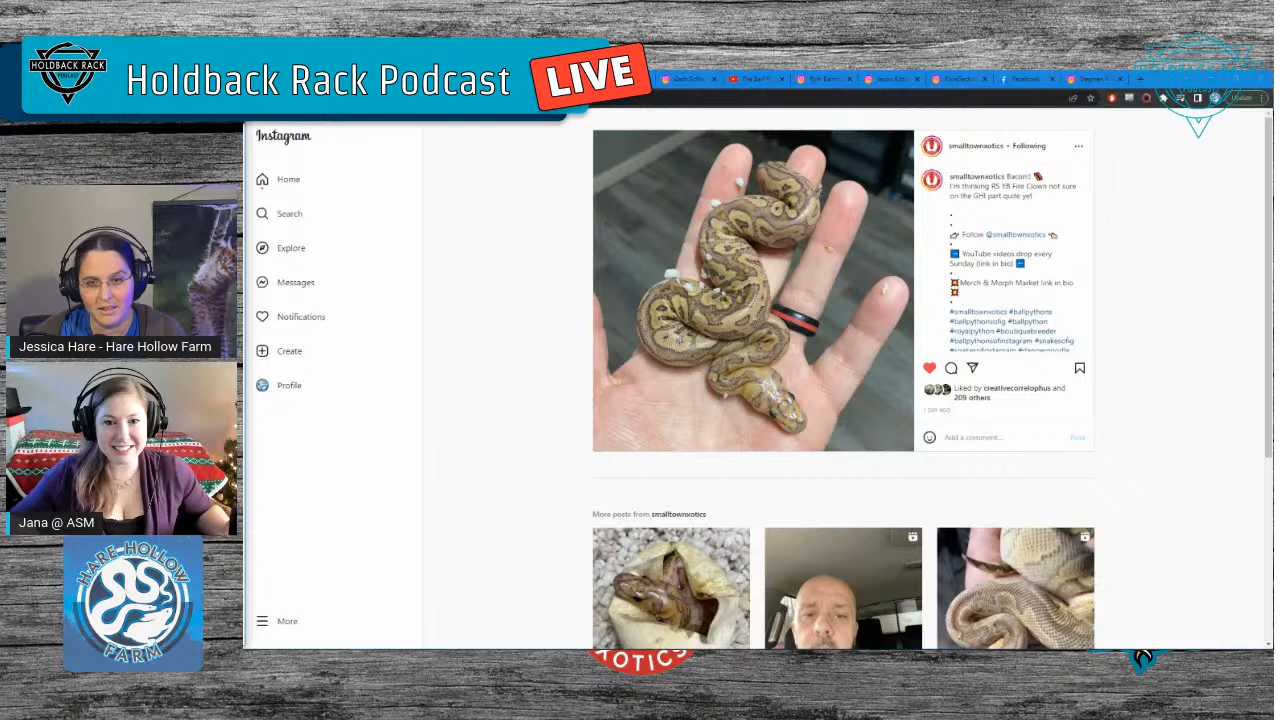 HOLDBACK RACK
PODCAST
Holdback Rack Podcast
LIVE
Update
Instagram
Home
Search
Explore
Messages
Notifications
Create
Profile
More
smalltownxotics • Following
smalltownxotics Bacon!!
I'm thinking RS YB Fire Clown not sure
on the GHI part quite yet
Follow @smalltownxotics
YouTube videos drop every
Sunday (link in bio)
Merch & Morph Market link in bio
#smalltownxotics #ballpythons
#ballpythonsofig #ballpython
#royalpython #boutiquebreeder
#ballpythonsofinstagram #snakesofig
Liked by creativecorrelophus and
209 others
1 DAY AGO
Add a comment...
Post
More posts from smalltownxotics
Jessica Hare - Hare Hollow Farm
Jana @ ASM
HARE HOLLOW
FARM
XOTICS